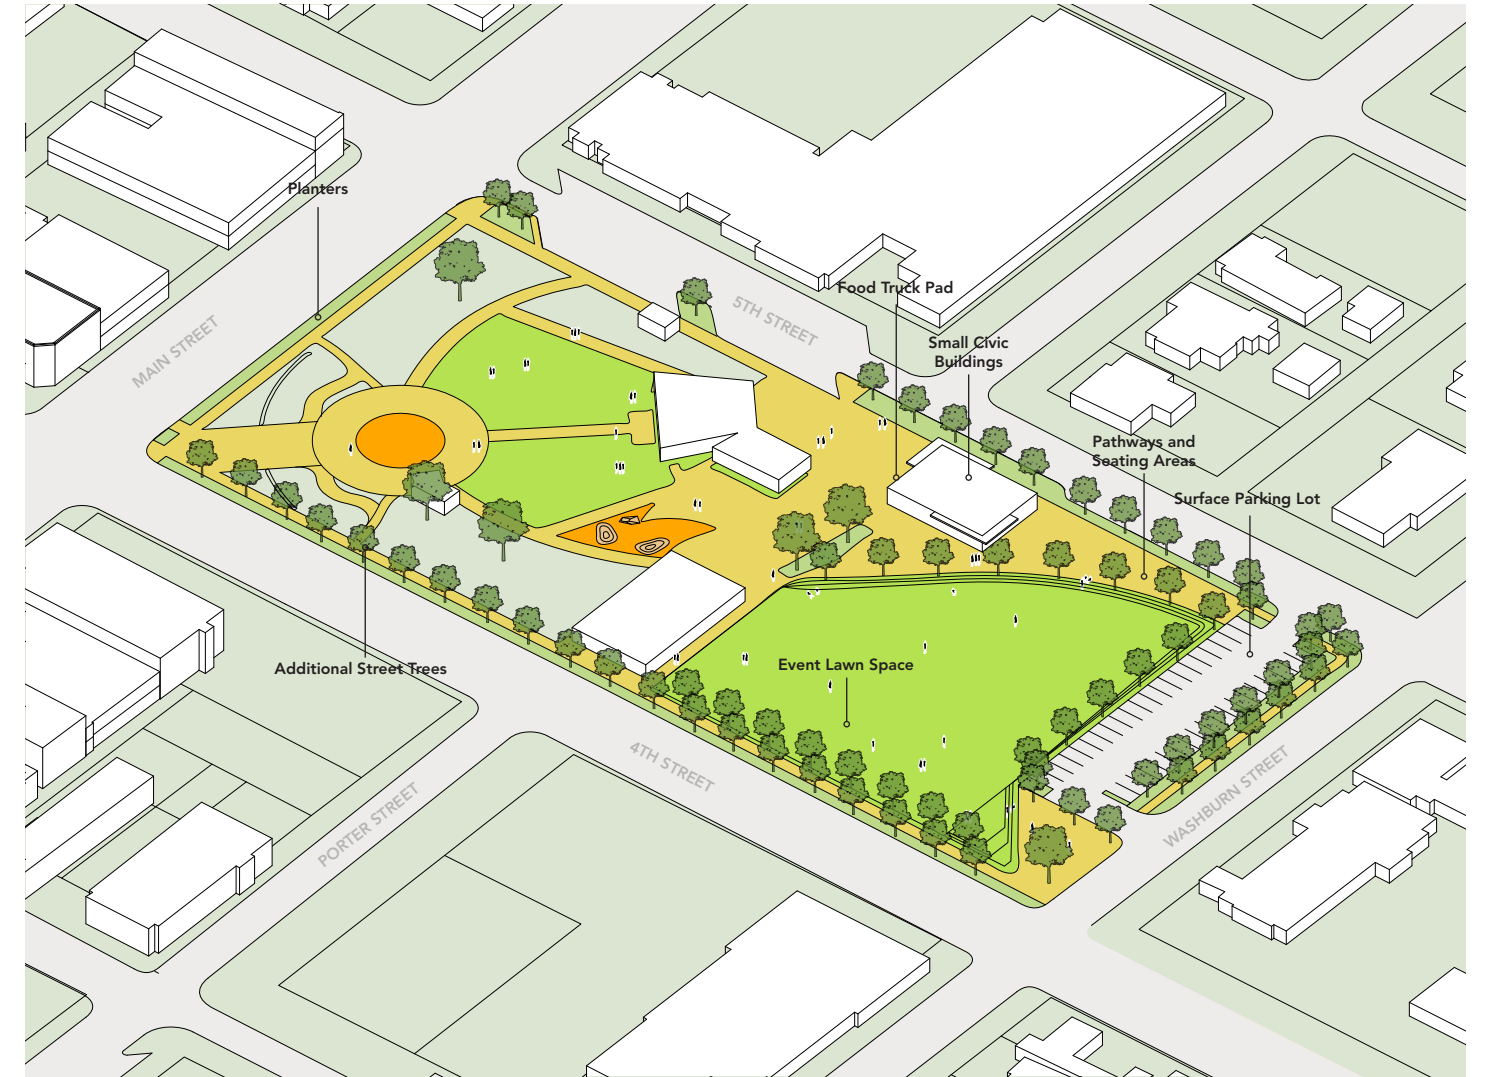 Planters
MAIN STREET
5TH STREET
Food Truck Pad
Small Civic
Buildings
Pathways and
Seating Areas
Surface Parking Lot
Additional Street Trees
Event Lawn Space
4TH STREET
PORTER STREET
WASHBURN STREET